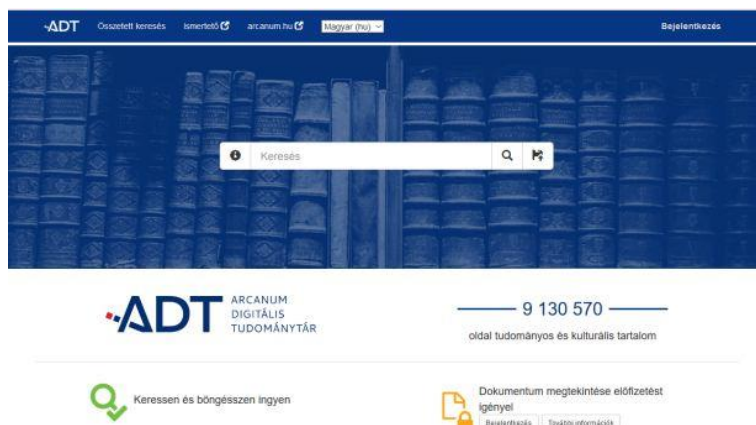 ADT Összetett keresés Ismertető arcanum.hu Magyar (hu) Bejelentkezés
Keresés
ADT ARCANUM
DIGITÁLIS
TUDOMÁNYTÁR
9 130 570
oldal tudományos és kulturális tartalom
Keressen és böngésszen ingyen
Dokumentum megtekintése előfizetést
igényel
Bejelentkezés További információk